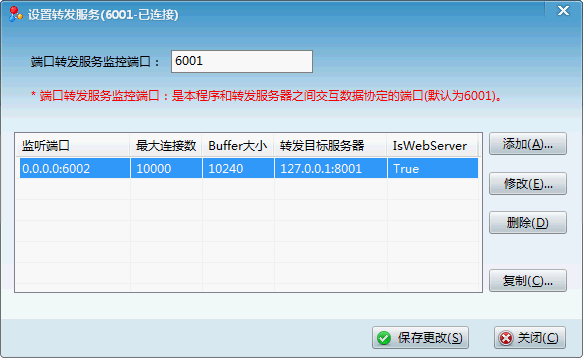 设置转发服务(6001-已连接)
端口转发服务监控端口： 6001
* 端口转发服务监控端口：是本程序和转发服务器之间交互数据协定的端口(默认为6001)。
监听端口 最大连接数 Buffer大小 转发目标服务器 IsWebServer
0.0.0.0:6002 10000 10240 127.0.0.1:8001 True
添加(A)...
修改(E)...
删除(D)
复制(C)...
保存更改(S) 关闭(C)